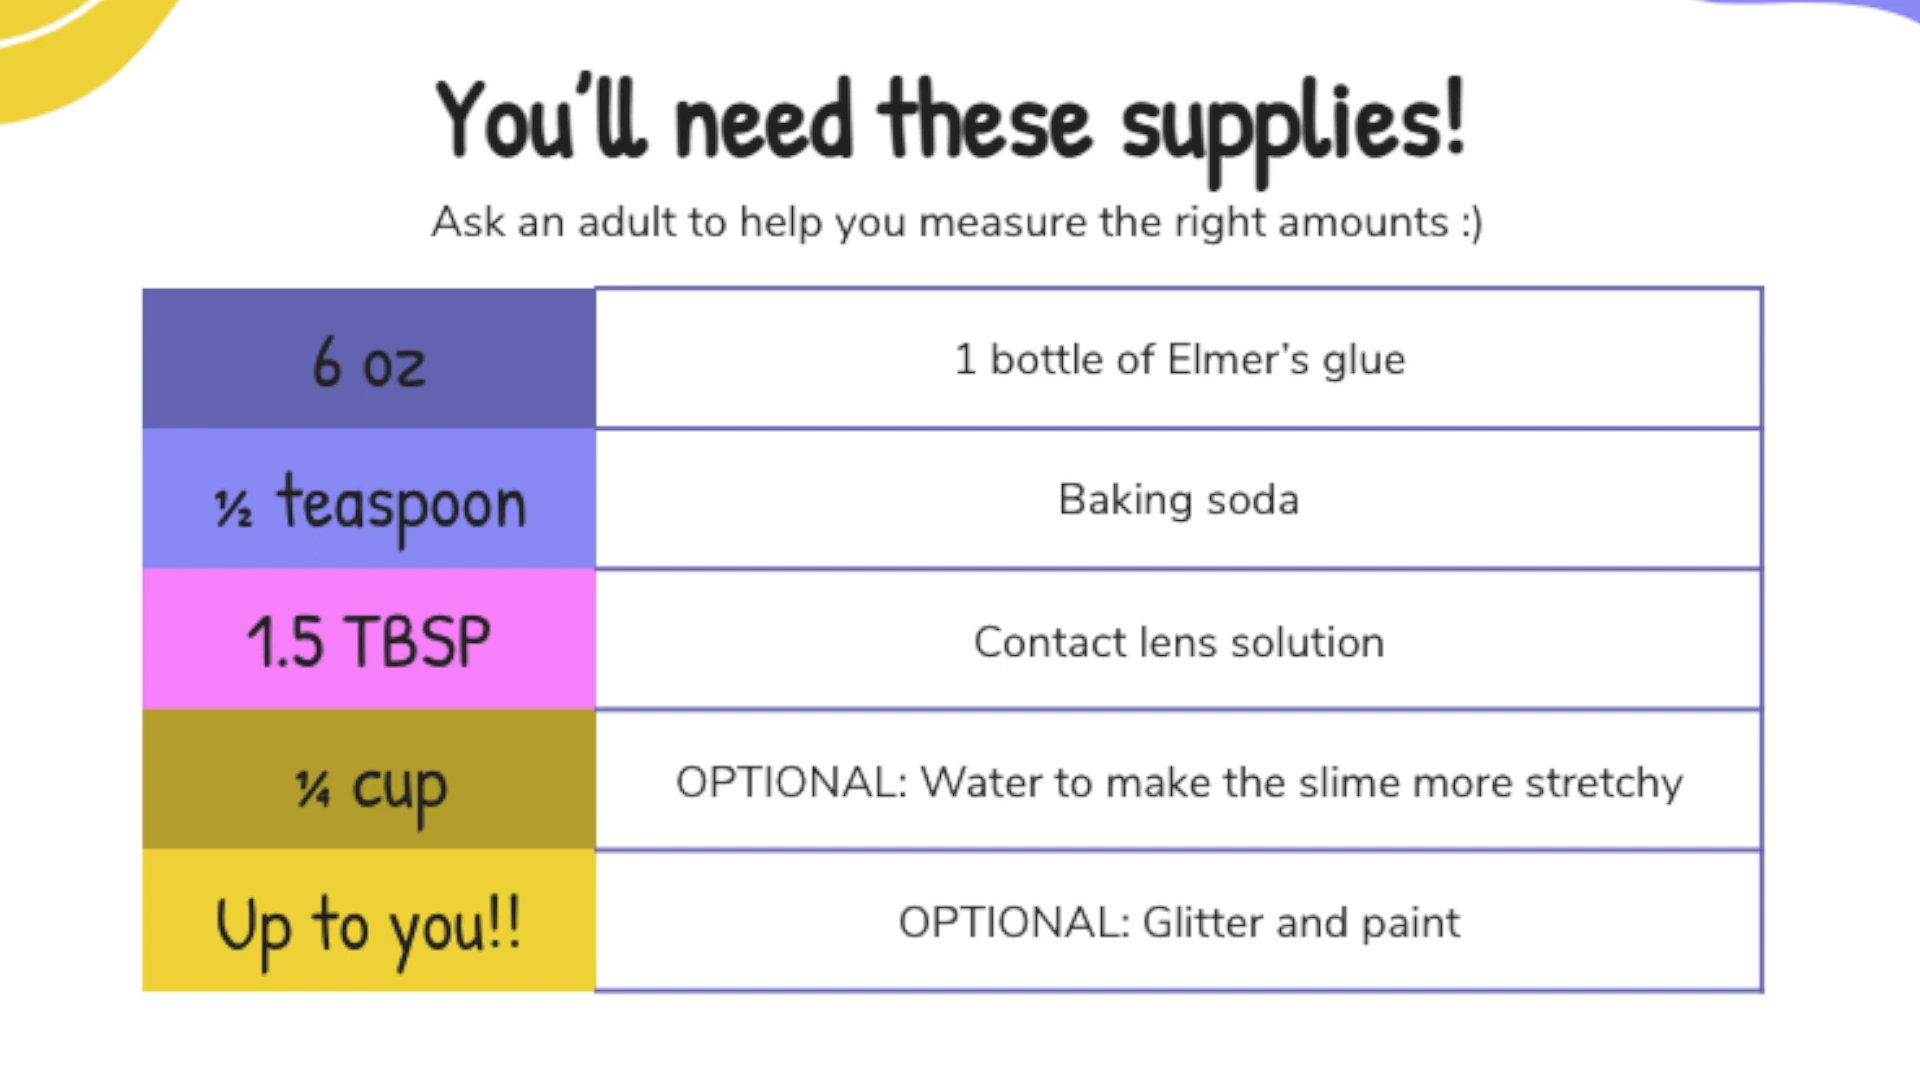 You'll need these supplies!
Ask an adult to help you measure the right amounts :)
6 oz
1 bottle of Elmer's glue
½ teaspoon
Baking soda
1.5 TBSP
Contact lens solution
¼ cup
OPTIONAL: Water to make the slime more stretchy
Up to you!!
OPTIONAL: Glitter and paint